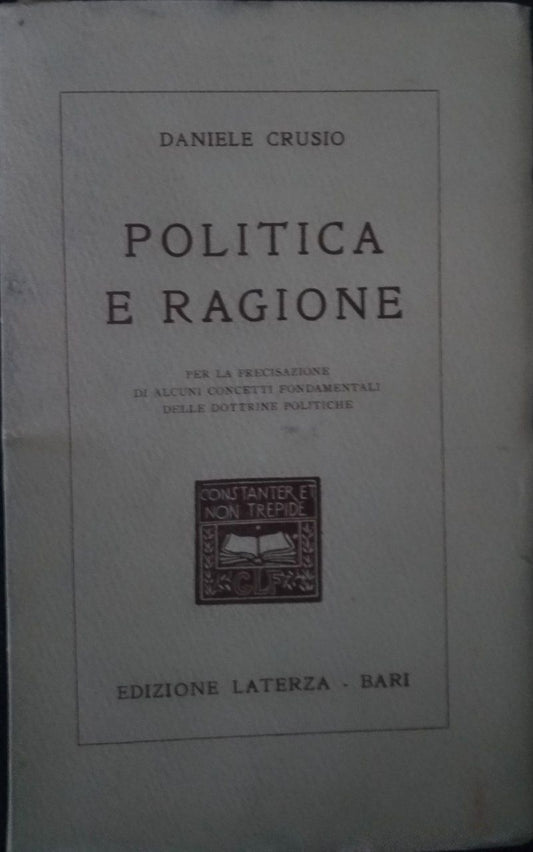 DANIELE CRUSIO
POLITICA
E RAGIONE
PER LA PRECISAZIONE
DI ALCUNI CONCETTI FONDAMENTALI
DELLE DOTTRINE POLITICHE
CONSTANTER ET
NON TREPIDE
GLF
EDIZIONE LATERZA - BARI